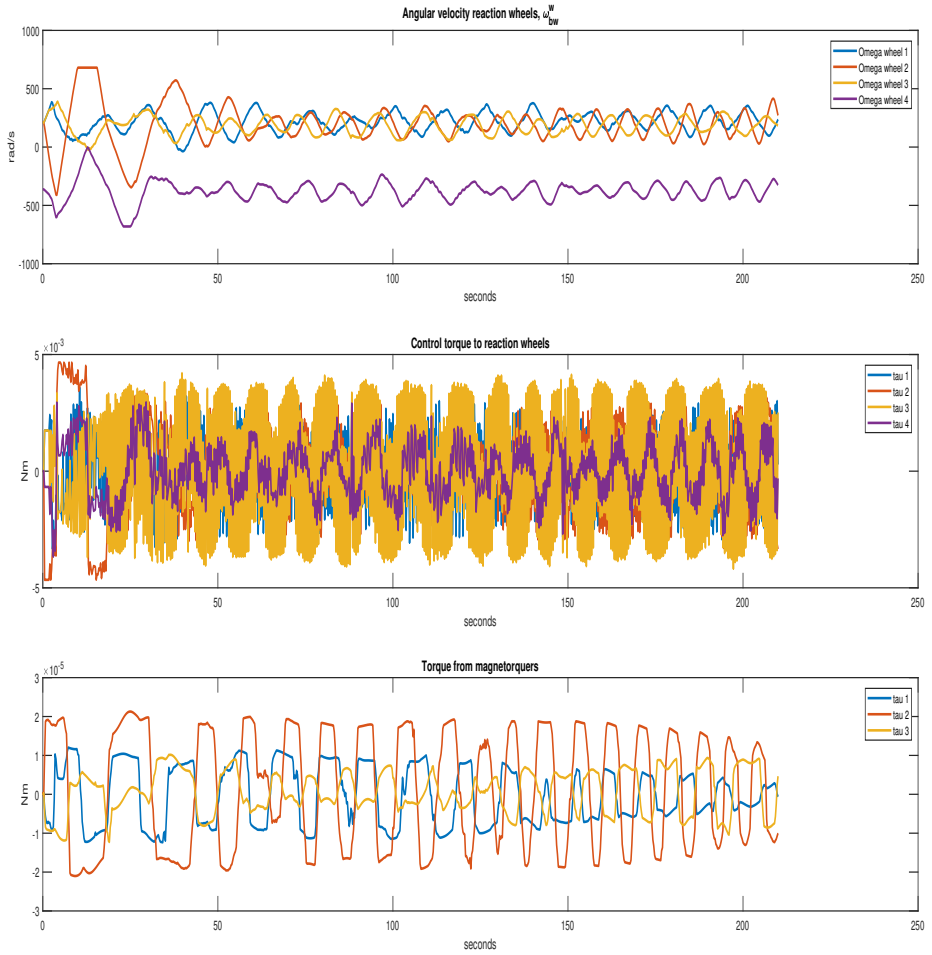 Angular velocity reaction wheels, ω^w_bw
1000
500
0
-500
-1000
rad/s
0 50 100 150 200 250
seconds
Omega wheel 1
Omega wheel 2
Omega wheel 3
Omega wheel 4
Control torque to reaction wheels
×10^-3
5
0
-5
Nm
0 50 100 150 200 250
seconds
tau 1
tau 2
tau 3
tau 4
Torque from magnetorquers
×10^-5
3
2
1
0
-1
-2
-3
Nm
0 50 100 150 200 250
seconds
tau 1
tau 2
tau 3